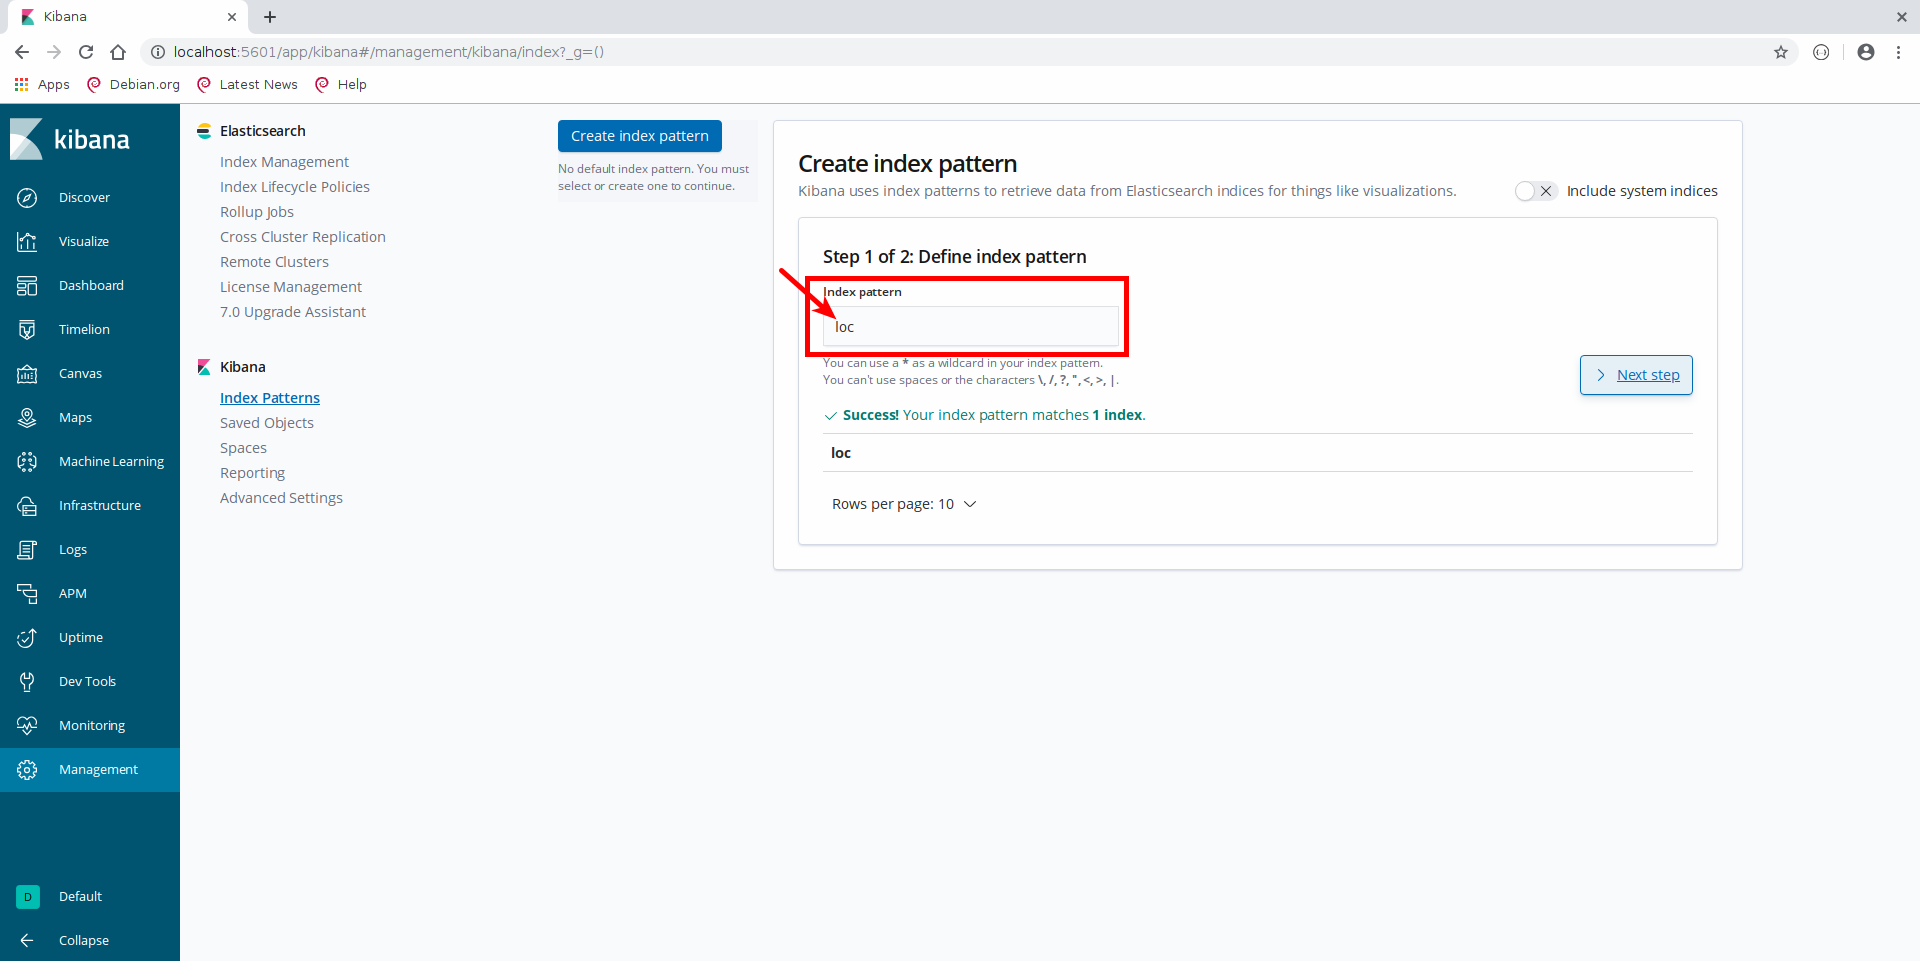 Kibana
localhost:5601/app/kibana#/management/kibana/index?_g=()
Apps
Debian.org
Latest News
Help
kibana
Discover
Visualize
Dashboard
Timelion
Canvas
Maps
Machine Learning
Infrastructure
Logs
APM
Uptime
Dev Tools
Monitoring
Management
D
Default
Collapse
Elasticsearch
Index Management
Index Lifecycle Policies
Rollup Jobs
Cross Cluster Replication
Remote Clusters
License Management
7.0 Upgrade Assistant
Kibana
Index Patterns
Saved Objects
Spaces
Reporting
Advanced Settings
Create index pattern
No default index pattern. You must
select or create one to continue.
Create index pattern
Kibana uses index patterns to retrieve data from Elasticsearch indices for things like visualizations.
Include system indices
Step 1 of 2: Define index pattern
Index pattern
loc
You can use a * as a wildcard in your index pattern.
You can't use spaces or the characters \, /, ?, ", <, >, |.
Next step
Success! Your index pattern matches 1 index.
loc
Rows per page: 10